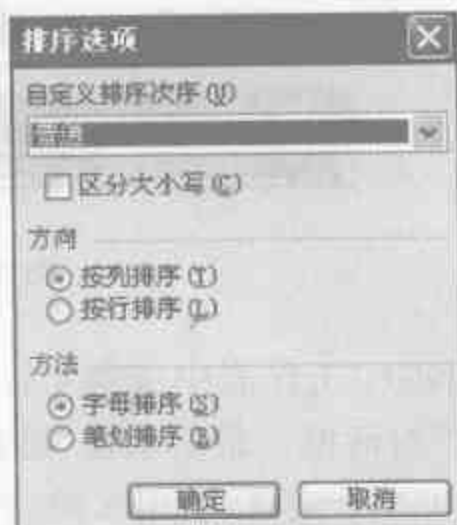 排序选项
自定义排序次序(U)
区分大小写(C)
方向
按列排序(T)
按行排序(L)
方法
字母排序(S)
笔划排序(B)
确定
取消